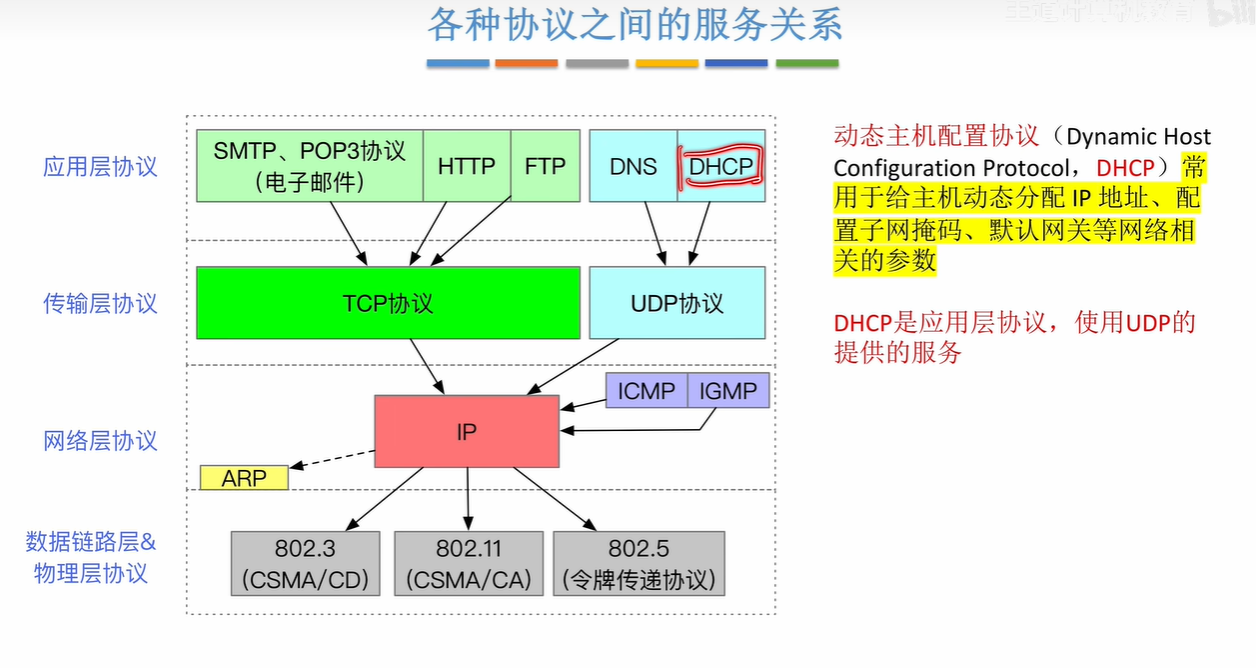 各种协议之间的服务关系
应用层协议
SMTP、POP3协议
（电子邮件）
HTTP
FTP
DNS
DHCP
传输层协议
TCP协议
UDP协议
网络层协议
ICMP
IGMP
IP
ARP
数据链路层&
物理层协议
802.3
（CSMA/CD）
802.11
（CSMA/CA）
802.5
（令牌传递协议）
动态主机配置协议（Dynamic Host
Configuration Protocol，DHCP）常
用于给主机动态分配 IP 地址、配
置子网掩码、默认网关等网络相
关的参数
DHCP是应用层协议，使用UDP的
提供的服务